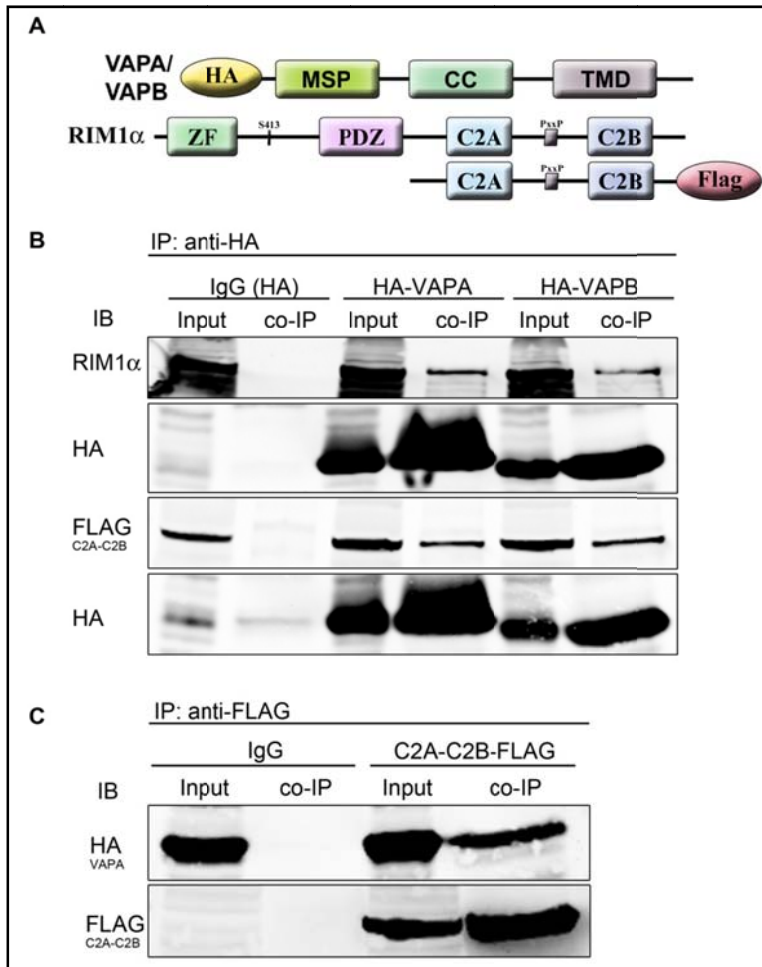 A
VAPA/
VAPB
HA MSP CC TMD
RIM1α ZF S413 PDZ C2A PxxP C2B
C2A PxxP C2B Flag
B
IP: anti-HA
IgG (HA) HA-VAPA HA-VAPB
IB Input co-IP Input co-IP Input co-IP
RIM1α
HA
FLAG
C2A-C2B
HA
C
IP: anti-FLAG
IgG C2A-C2B-FLAG
IB Input co-IP Input co-IP
HA
VAPA
FLAG
C2A-C2B